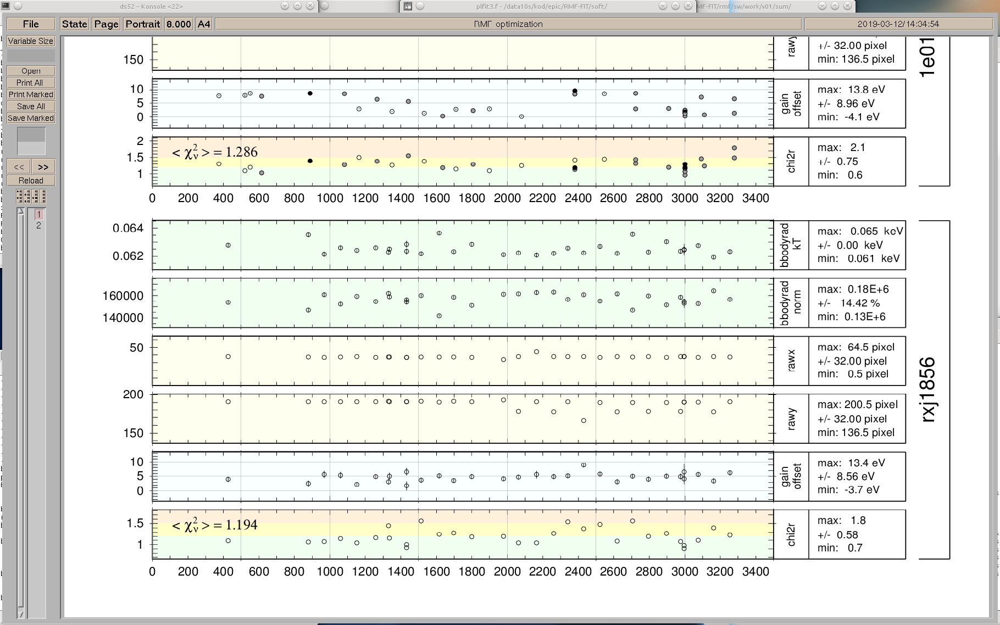 ds52 – Konsole <22>
plfit3.f - /data10s/kod/epic/RMF-FIT/soft/
MF-FIT/rmf/sw/work/v01/sum/
File State Page Portrait 8.000 A4 RMF optimization 2019-03-12/14:34:54
Variable Size
Open
Print All
Print Marked
Save All
Save Marked
<< >>
Reload
1
2
150
rawy
+/- 32.00 pixel
min: 136.5 pixel
1e01
10
5
0
gain
offset
max: 13.8 eV
+/- 8.96 eV
min: -4.1 eV
2
1.5
1
< χ²ᵥ > = 1.286
chi2r
max: 2.1
+/- 0.75
min: 0.6
0 200 400 600 800 1000 1200 1400 1600 1800 2000 2200 2400 2600 2800 3000 3200 3400
0.064
0.062
bbodyrad
kT
max: 0.065 keV
+/- 0.00 keV
min: 0.061 keV
160000
140000
bbodyrad
norm
max: 0.18E+6
+/- 14.42 %
min: 0.13E+6
50
rawx
max: 64.5 pixel
+/- 32.00 pixel
min: 0.5 pixel
rxj1856
200
150
rawy
max: 200.5 pixel
+/- 32.00 pixel
min: 136.5 pixel
10
5
0
gain
offset
max: 13.4 eV
+/- 8.56 eV
min: -3.7 eV
1.5
1
< χ²ᵥ > = 1.194
chi2r
max: 1.8
+/- 0.58
min: 0.7
0 200 400 600 800 1000 1200 1400 1600 1800 2000 2200 2400 2600 2800 3000 3200 3400